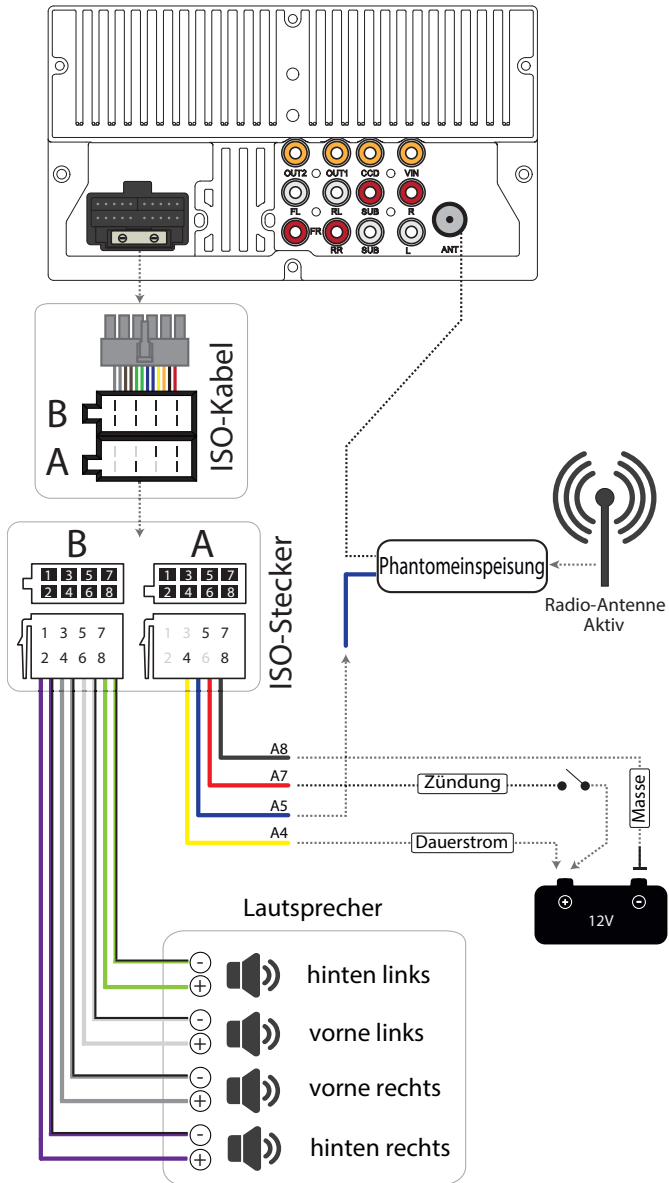 OUT2 OUT1 CCD VIN
FL RL SUB R
FR
RR SUB L ANT
ISO-Kabel
B
A
B A
ISO-Stecker
1 3 5 7
2 4 6 8
1 3 5 7
2 4 6 8
1 3 5 7
2 4 6 8
1 3 5 7
2 4 6 8
Phantomeinspeisung
Radio-Antenne
Aktiv
A8
A7
Zündung
A5
A4
Dauerstrom
Masse
+ -
12V
Lautsprecher
- hinten links
+
- vorne links
+
- vorne rechts
+
- hinten rechts
+